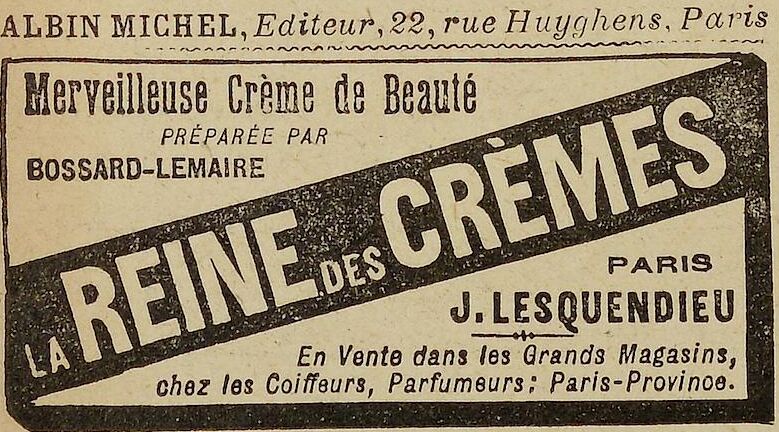 ALBIN MICHEL, Editeur, 22, rue Huyghens, Paris
Merveilleuse Crème de Beauté
PRÉPARÉE PAR
BOSSARD-LEMAIRE
LA REINE DES CRÈMES
PARIS
J. LESQUENDIEU
En Vente dans les Grands Magasins,
chez les Coiffeurs, Parfumeurs: Paris-Province.